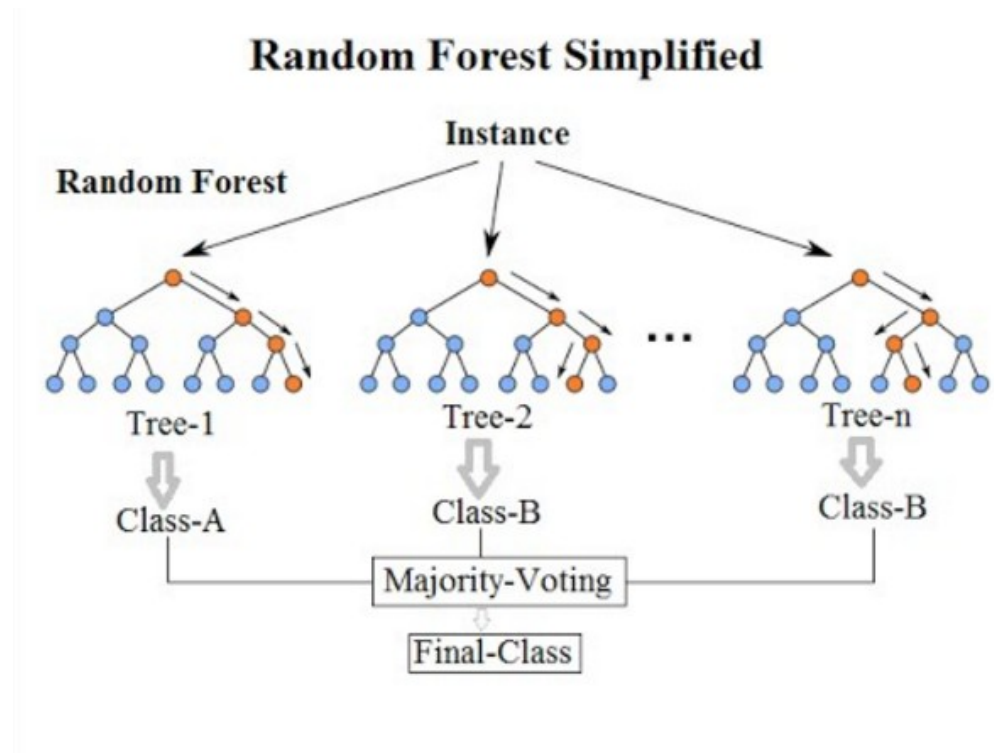 Random Forest Simplified
Instance
Random Forest
...
Tree-1
Tree-2
Tree-n
Class-A
Class-B
Class-B
Majority-Voting
Final-Class